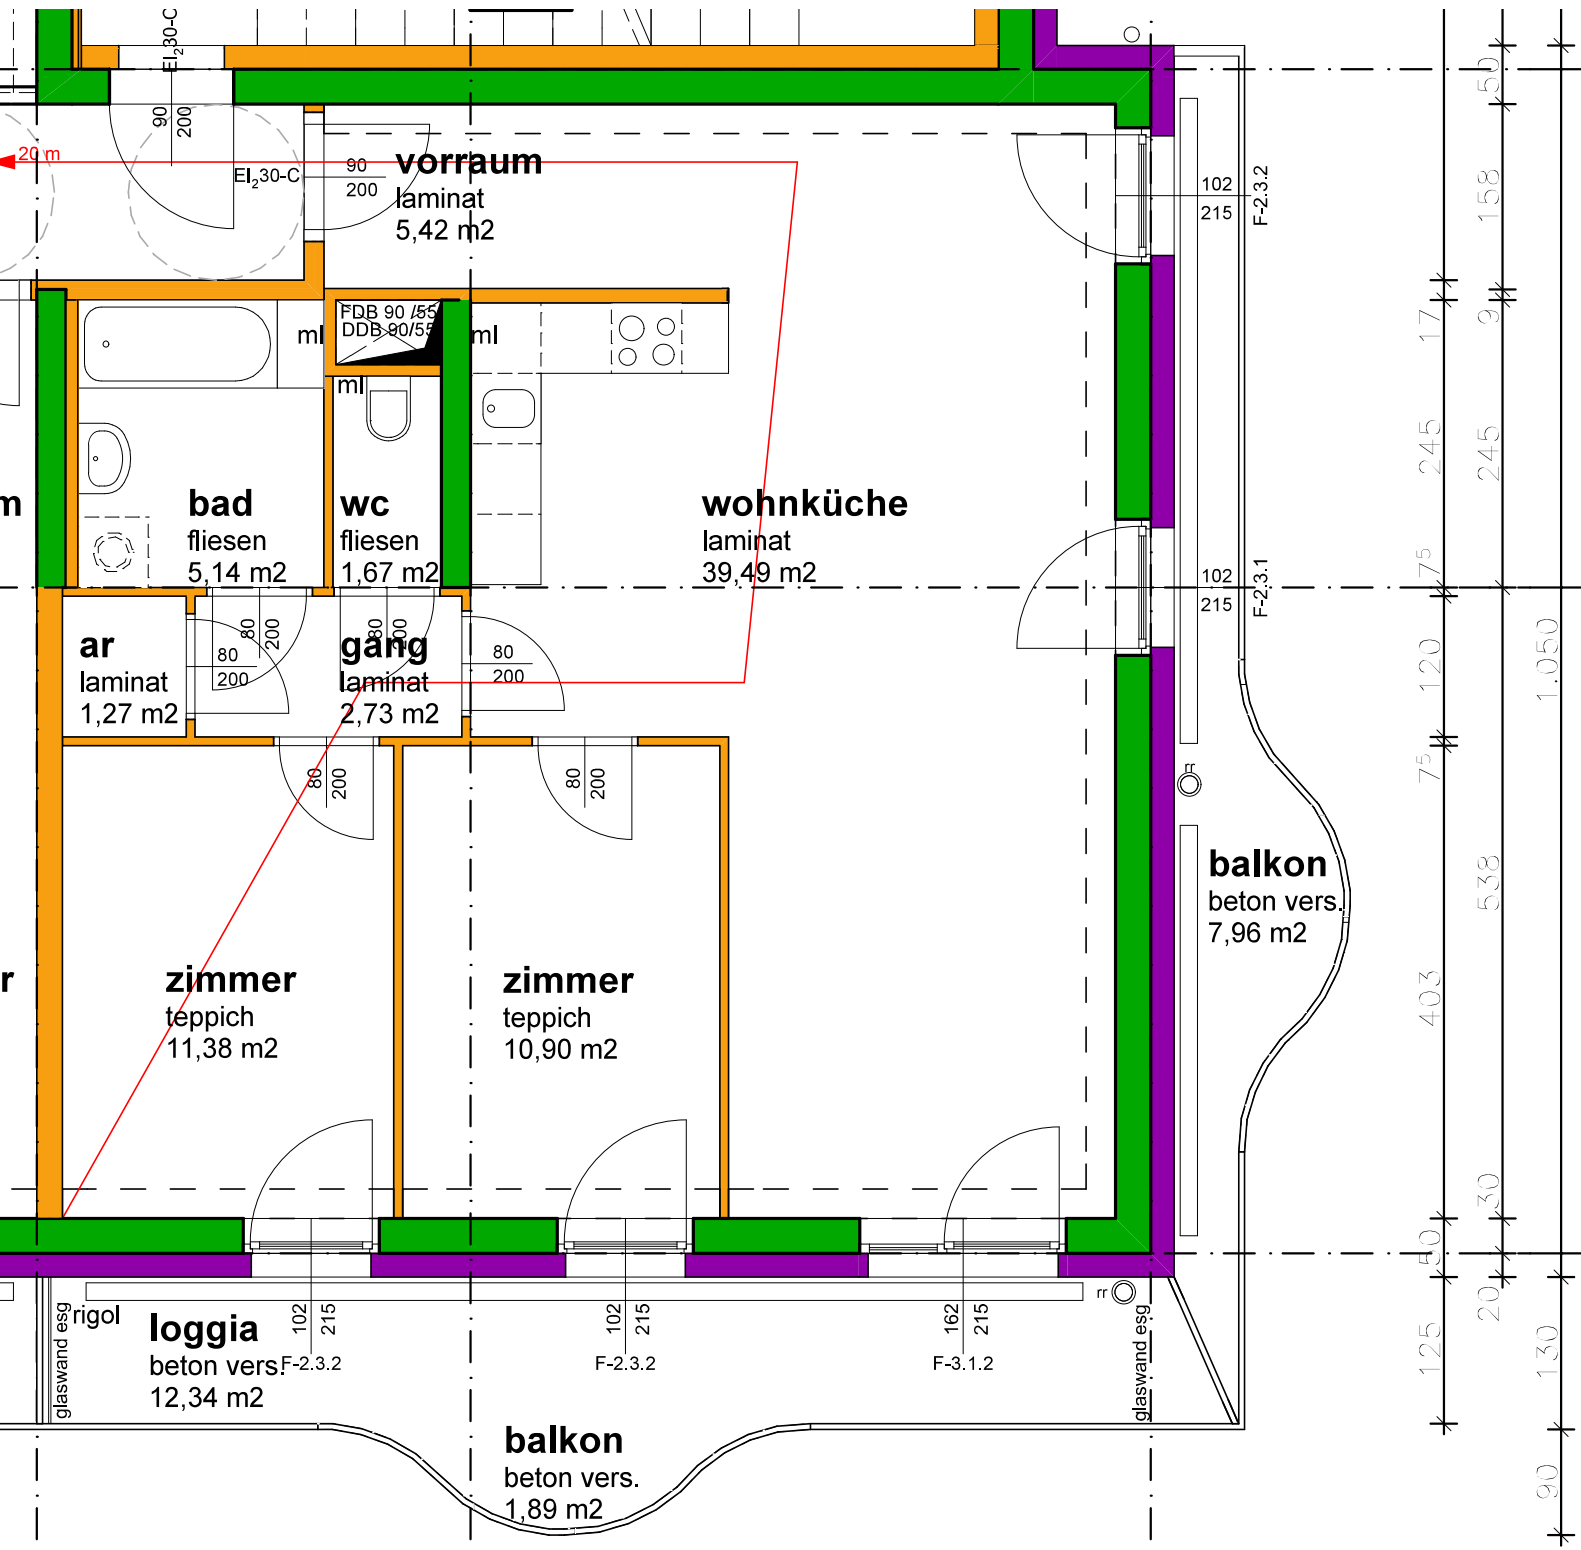 EI₂30-C
90
200
20 m
EI₂30-C
90
200
vorraum
laminat
5,42 m2
102
215
F-2.3.2
FDB 90 /55
DDB 90/55
ml
ml
ml
m
bad
fliesen
5,14 m2
wc
fliesen
1,67 m2
wohnküche
laminat
39,49 m2
102
215
F-2.3.1
80
200
80
200
ar
laminat
1,27 m2
80
200
gang
laminat
2,73 m2
80
200
80
200
80
200
rr
balkon
beton vers.
7,96 m2
r
zimmer
teppich
11,38 m2
zimmer
teppich
10,90 m2
glaswand esg
rigol
loggia
beton vers.
12,34 m2
102
215
F-2.3.2
102
215
F-2.3.2
162
215
F-3.1.2
rr
glaswand esg
balkon
beton vers.
1,89 m2
17
245
7⁵
120
7⁵
403
50
125
50
158
9
245
538
30
20
1.050
130
90